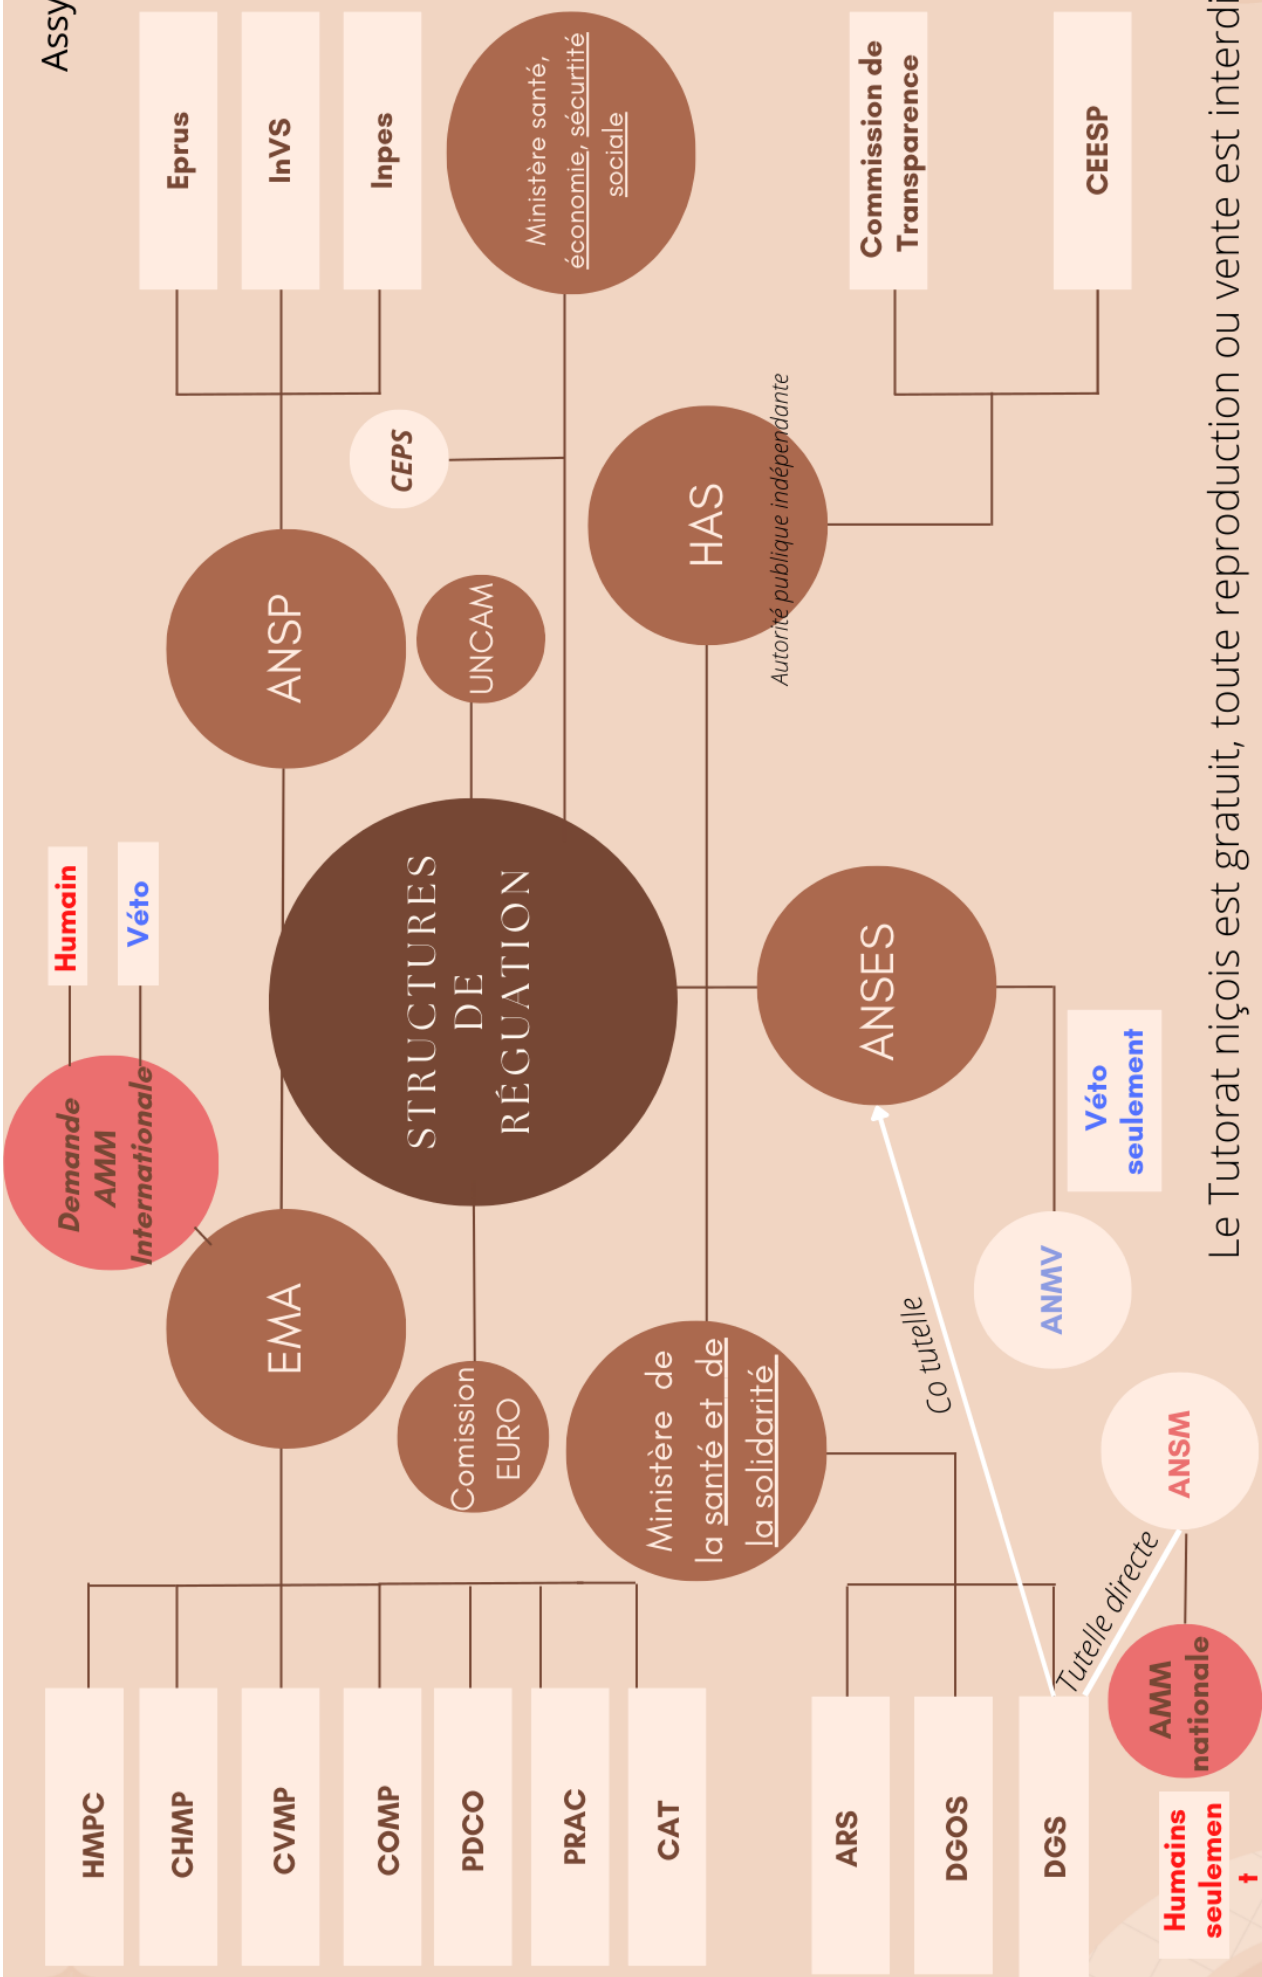 Assy
HMPC
CHMP
CVMP
COMP
PDCO
PRAC
CAT
EMA
Demande
AMM
Internationale
Humain
Véto
ANSP
Eprus
InVS
Inpes
Comission
EURO
STRUCTURES
DE
RÉGUATION
UNCAM
CEPS
Ministère santé,
économie, sécurtité
sociale
Ministère de
la santé et de
la solidarité
HAS
Autorité publique indépendante
Commission de
Transparence
CEESP
ARS
DGOS
DGS
Co tutelle
Tutelle directe
ANSES
ANMV
Véto
seulement
ANSM
AMM
nationale
Humains
seulemen
t
Le Tutorat niçois est gratuit, toute reproduction ou vente est interdi